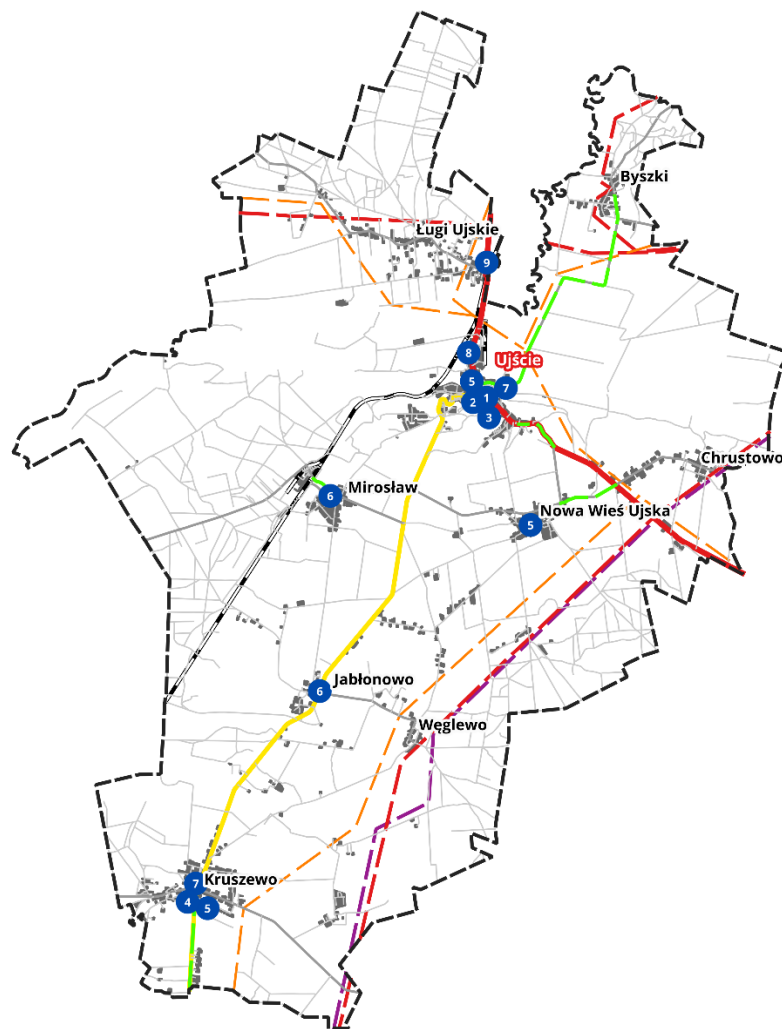 Byszki
Ługi Ujskie
9
8
Ujście
5
7
1
2
3
Chrustowo
Mirosław
6
Nowa Wieś Ujska
5
Jabłonowo
6
Węglewo
Kruszewo
7
4
5